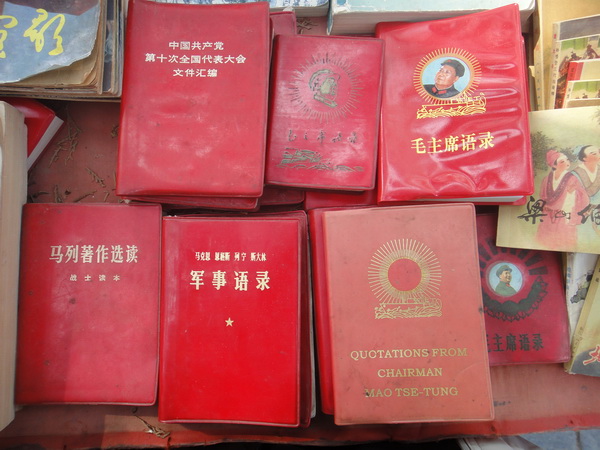 中国共产党
第十次全国代表大会
文件汇编
毛主席语录
马列著作选读
战士读本
马克思 恩格斯 列宁 斯大林
军事语录
QUOTATIONS FROM
CHAIRMAN
MAO TSE-TUNG
毛主席语录
梁山伯